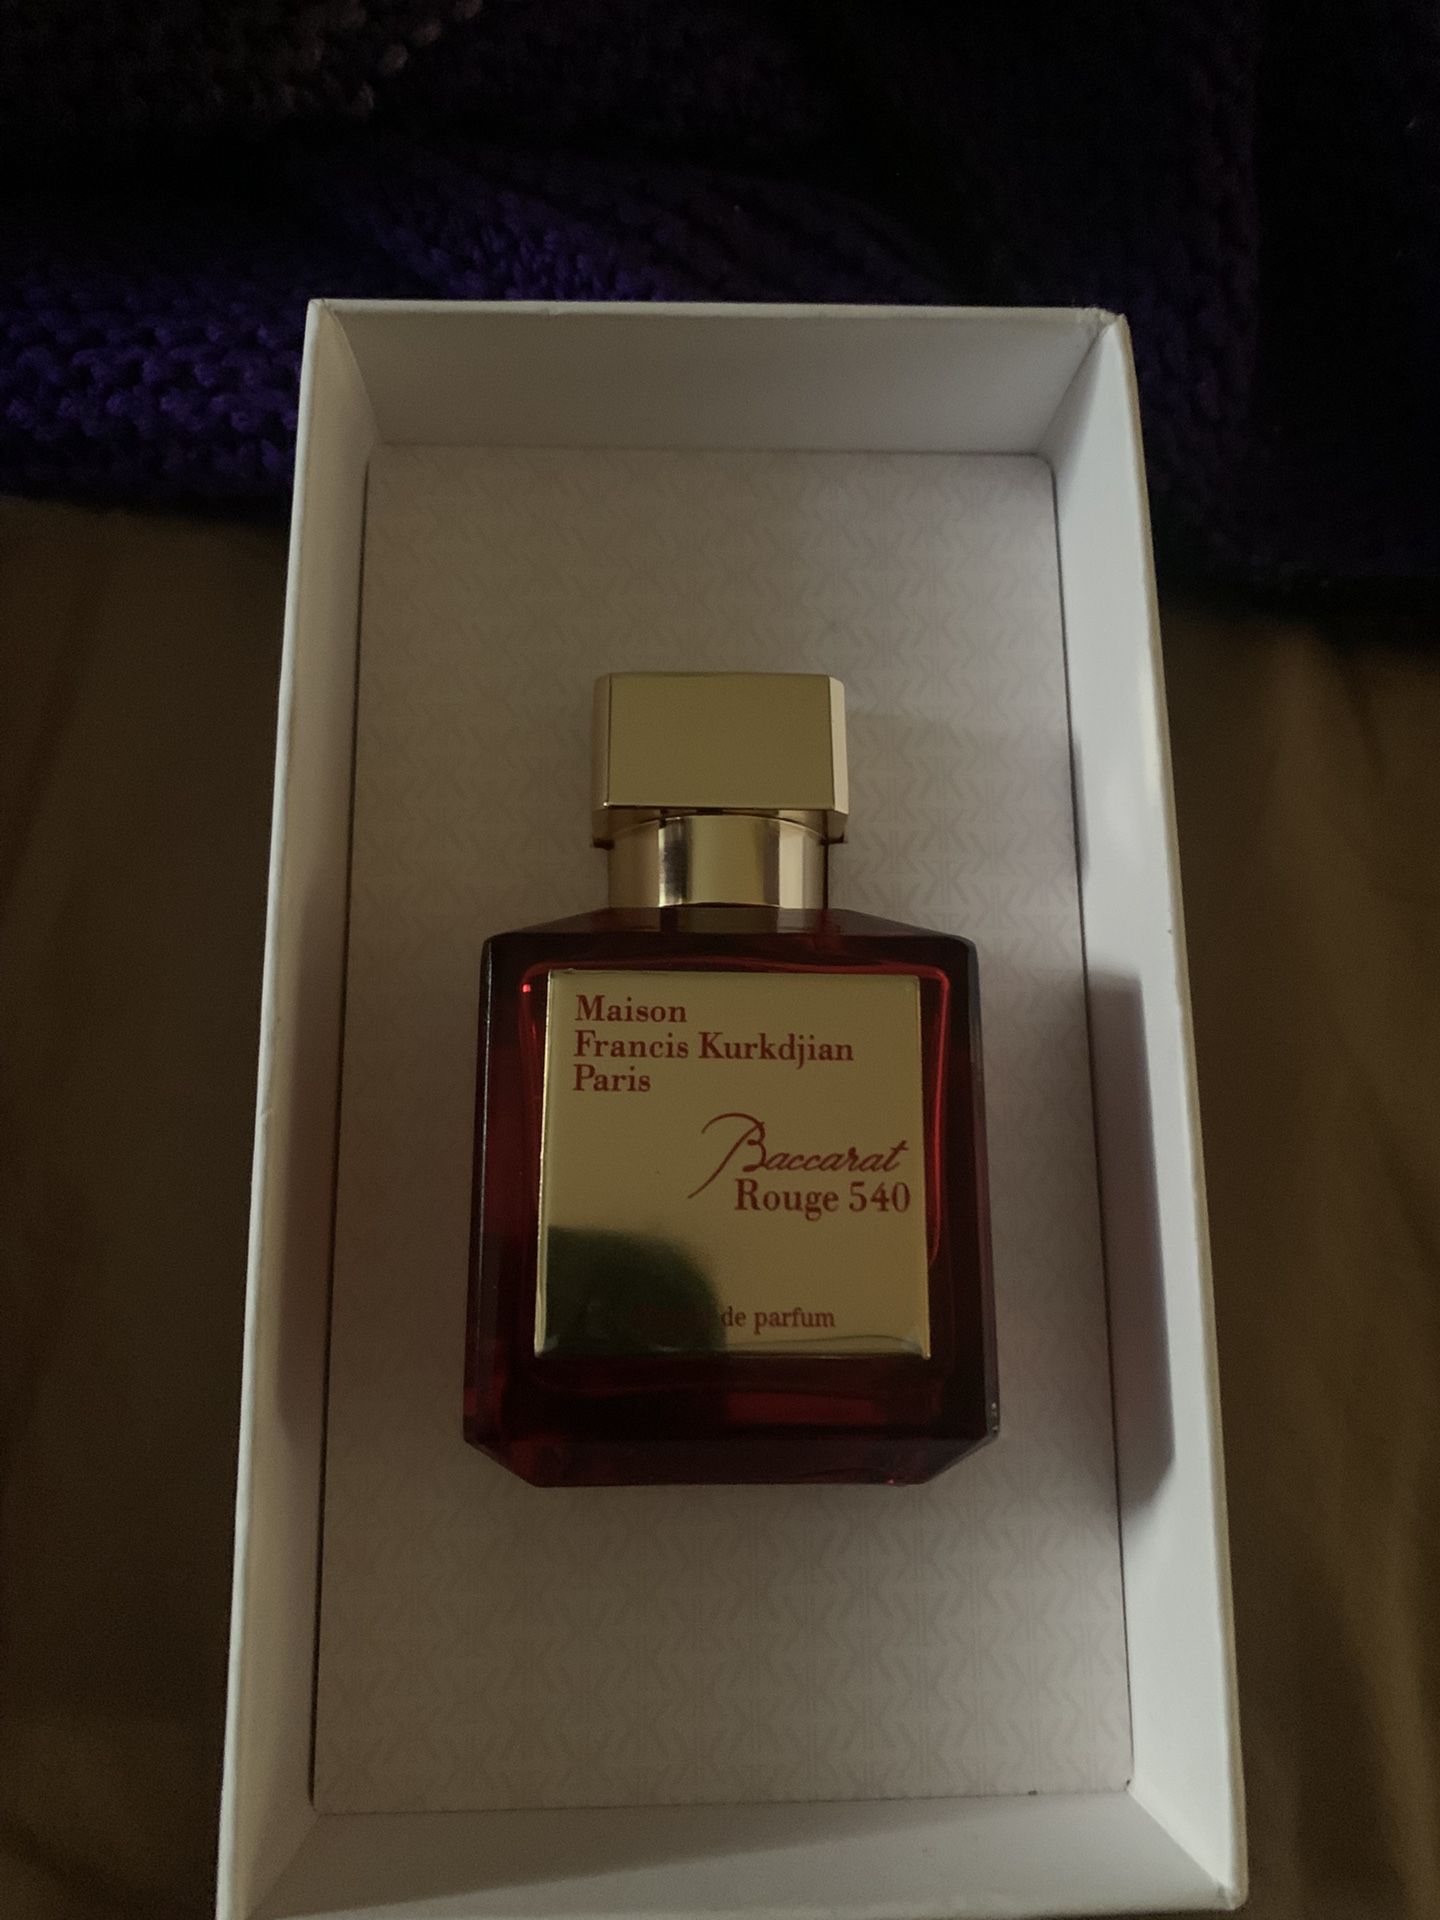 Maison
Francis Kurkdjian
Paris
Baccarat
Rouge 540
de parfum